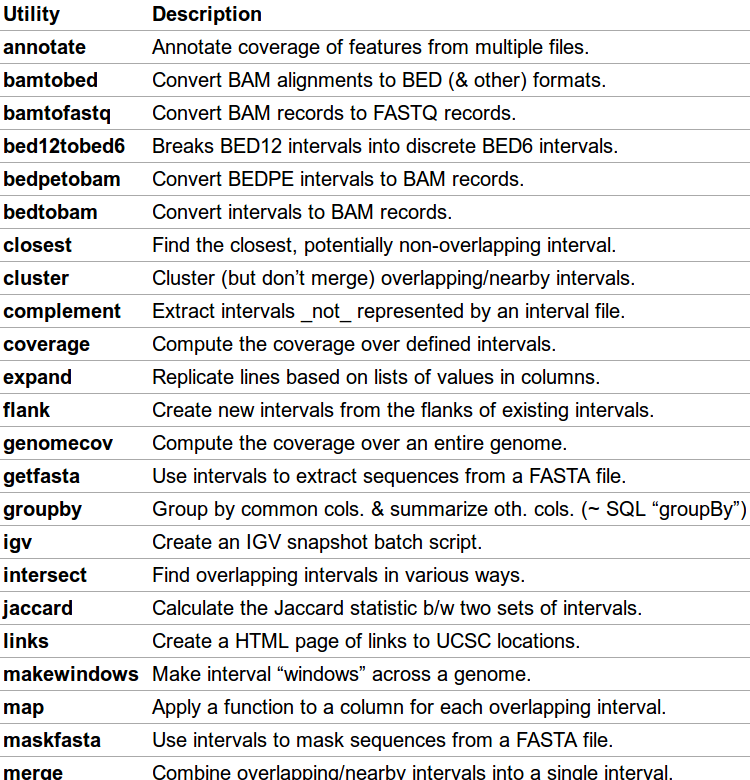 Utility Description
annotate Annotate coverage of features from multiple files.
bamtobed Convert BAM alignments to BED (& other) formats.
bamtofastq Convert BAM records to FASTQ records.
bed12tobed6 Breaks BED12 intervals into discrete BED6 intervals.
bedpetobam Convert BEDPE intervals to BAM records.
bedtobam Convert intervals to BAM records.
closest Find the closest, potentially non-overlapping interval.
cluster Cluster (but don’t merge) overlapping/nearby intervals.
complement Extract intervals _not_ represented by an interval file.
coverage Compute the coverage over defined intervals.
expand Replicate lines based on lists of values in columns.
flank Create new intervals from the flanks of existing intervals.
genomecov Compute the coverage over an entire genome.
getfasta Use intervals to extract sequences from a FASTA file.
groupby Group by common cols. & summarize oth. cols. (~ SQL “groupBy”)
igv Create an IGV snapshot batch script.
intersect Find overlapping intervals in various ways.
jaccard Calculate the Jaccard statistic b/w two sets of intervals.
links Create a HTML page of links to UCSC locations.
makewindows Make interval “windows” across a genome.
map Apply a function to a column for each overlapping interval.
maskfasta Use intervals to mask sequences from a FASTA file.
merge Combine overlapping/nearby intervals into a single interval.